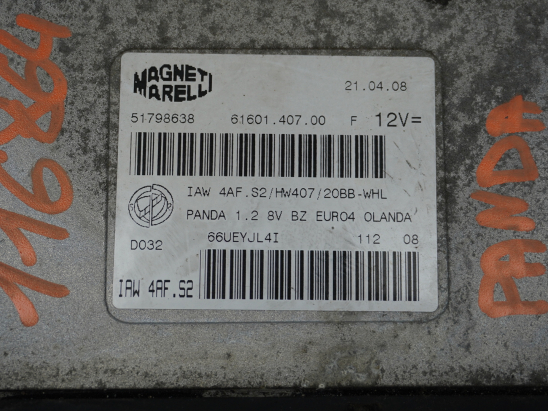 MAGNETI
MARELLI
21.04.08
51798638 61601.407.00 F 12V=
IAW 4AF.S2/HW407/20BB-WHL
PANDA 1.2 8V BZ EURO4 OLANDA
D032 66UEYJL4I 112 08
IAW 4AF.S2
PANDA